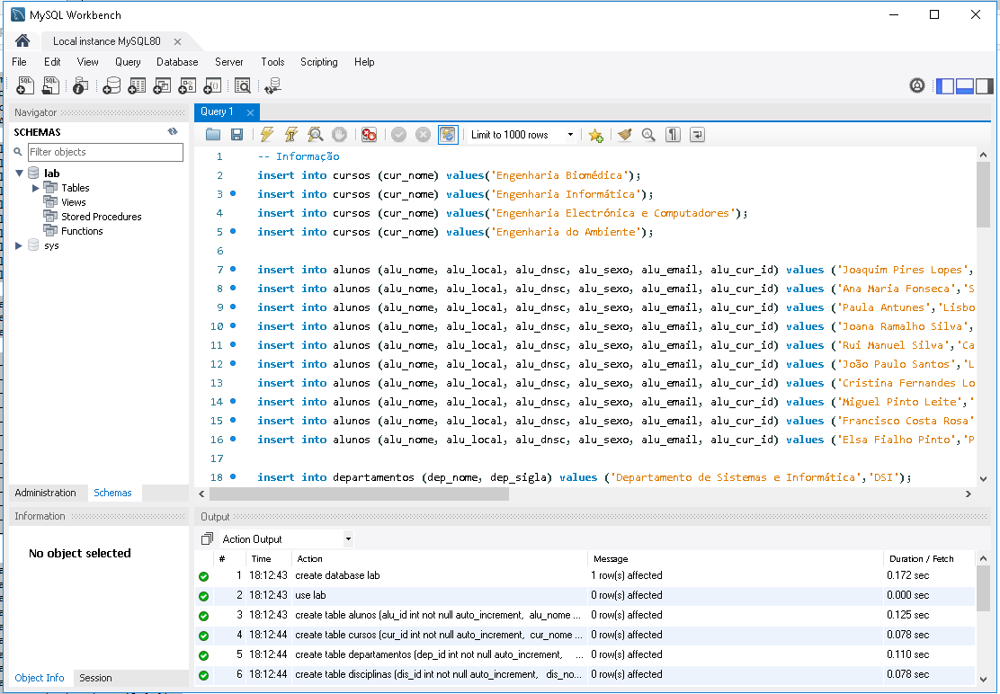 MySQL Workbench
Local instance MySQL80
File Edit View Query Database Server Tools Scripting Help
Navigator
SCHEMAS
Filter objects
lab
Tables
Views
Stored Procedures
Functions
sys
Administration Schemas
Information
No object selected
Object Info Session
Query 1
Limit to 1000 rows
1 -- Informação
2 insert into cursos (cur_nome) values('Engenharia Biomédica');
3 insert into cursos (cur_nome) values('Engenharia Informática');
4 insert into cursos (cur_nome) values('Engenharia Electrónica e Computadores');
5 insert into cursos (cur_nome) values('Engenharia do Ambiente');
6
7 insert into alunos (alu_nome, alu_local, alu_dnsc, alu_sexo, alu_email, alu_cur_id) values ('Joaquim Pires Lopes',
8 insert into alunos (alu_nome, alu_local, alu_dnsc, alu_sexo, alu_email, alu_cur_id) values ('Ana Maria Fonseca','S
9 insert into alunos (alu_nome, alu_local, alu_dnsc, alu_sexo, alu_email, alu_cur_id) values ('Paula Antunes','Lisbo
10 insert into alunos (alu_nome, alu_local, alu_dnsc, alu_sexo, alu_email, alu_cur_id) values ('Joana Ramalho Silva',
11 insert into alunos (alu_nome, alu_local, alu_dnsc, alu_sexo, alu_email, alu_cur_id) values ('Rui Manuel Silva','Ca
12 insert into alunos (alu_nome, alu_local, alu_dnsc, alu_sexo, alu_email, alu_cur_id) values ('João Paulo Santos','L
13 insert into alunos (alu_nome, alu_local, alu_dnsc, alu_sexo, alu_email, alu_cur_id) values ('Cristina Fernandes Lo
14 insert into alunos (alu_nome, alu_local, alu_dnsc, alu_sexo, alu_email, alu_cur_id) values ('Miguel Pinto Leite','
15 insert into alunos (alu_nome, alu_local, alu_dnsc, alu_sexo, alu_email, alu_cur_id) values ('Francisco Costa Rosa'
16 insert into alunos (alu_nome, alu_local, alu_dnsc, alu_sexo, alu_email, alu_cur_id) values ('Elsa Fialho Pinto','P
17
18 insert into departamentos (dep_nome, dep_sigla) values ('Departamento de Sistemas e Informática','DSI');
Output
Action Output
# Time Action Message Duration / Fetch
1 18:12:43 create database lab 1 row(s) affected 0.172 sec
2 18:12:43 use lab 0 row(s) affected 0.000 sec
3 18:12:43 create table alunos (alu_id int not null auto_increment, alu_nome ... 0 row(s) affected 0.125 sec
4 18:12:44 create table cursos (cur_id int not null auto_increment, cur_nome ... 0 row(s) affected 0.078 sec
5 18:12:44 create table departamentos (dep_id int not null auto_increment, ... 0 row(s) affected 0.110 sec
6 18:12:44 create table disciplinas (dis_id int not null auto_increment, dis_no... 0 row(s) affected 0.078 sec